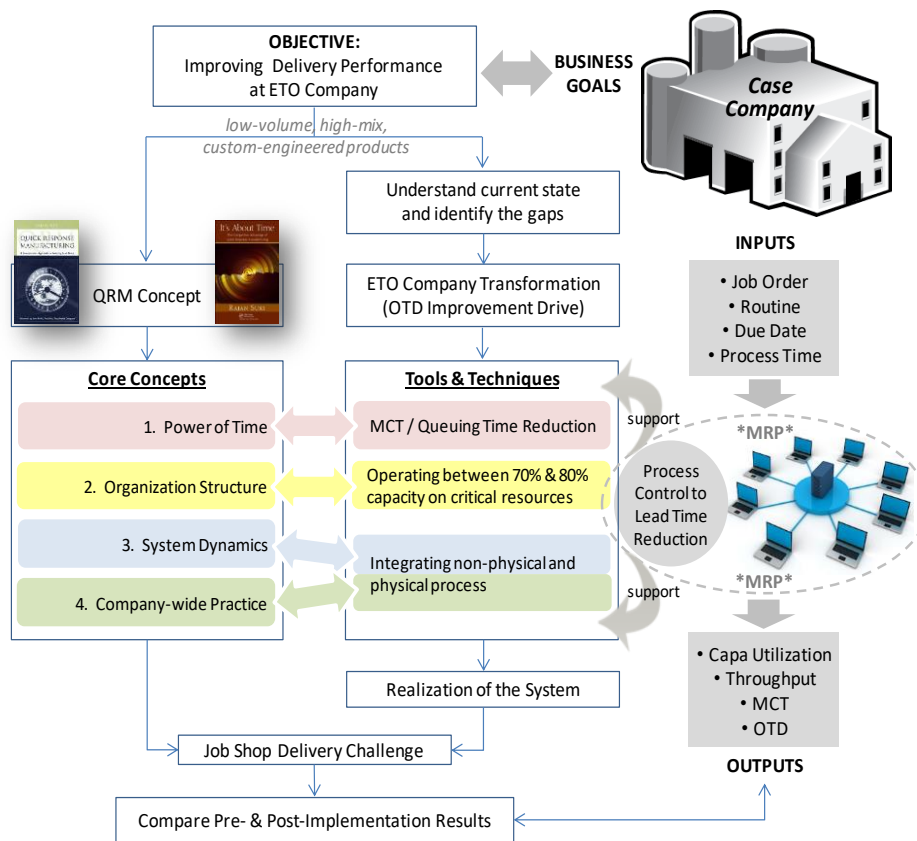 OBJECTIVE:
Improving Delivery Performance
at ETO Company
BUSINESS
GOALS
Case
Company
low-volume, high-mix,
custom-engineered products
Understand current state
and identify the gaps
QUICK RESPONSE
MANUFACTURING
It's About Time
RAJAN SURI
QRM Concept
ETO Company Transformation
(OTD Improvement Drive)
INPUTS
• Job Order
• Routine
• Due Date
• Process Time
Core Concepts
1. Power of Time
2. Organization Structure
3. System Dynamics
4. Company-wide Practice
Tools & Techniques
MCT / Queuing Time Reduction
Operating between 70% & 80%
capacity on critical resources
Integrating non-physical and
physical process
support
*MRP*
Process
Control to
Lead Time
Reduction
*MRP*
support
• Capa Utilization
• Throughput
• MCT
• OTD
OUTPUTS
Realization of the System
Job Shop Delivery Challenge
Compare Pre- & Post-Implementation Results